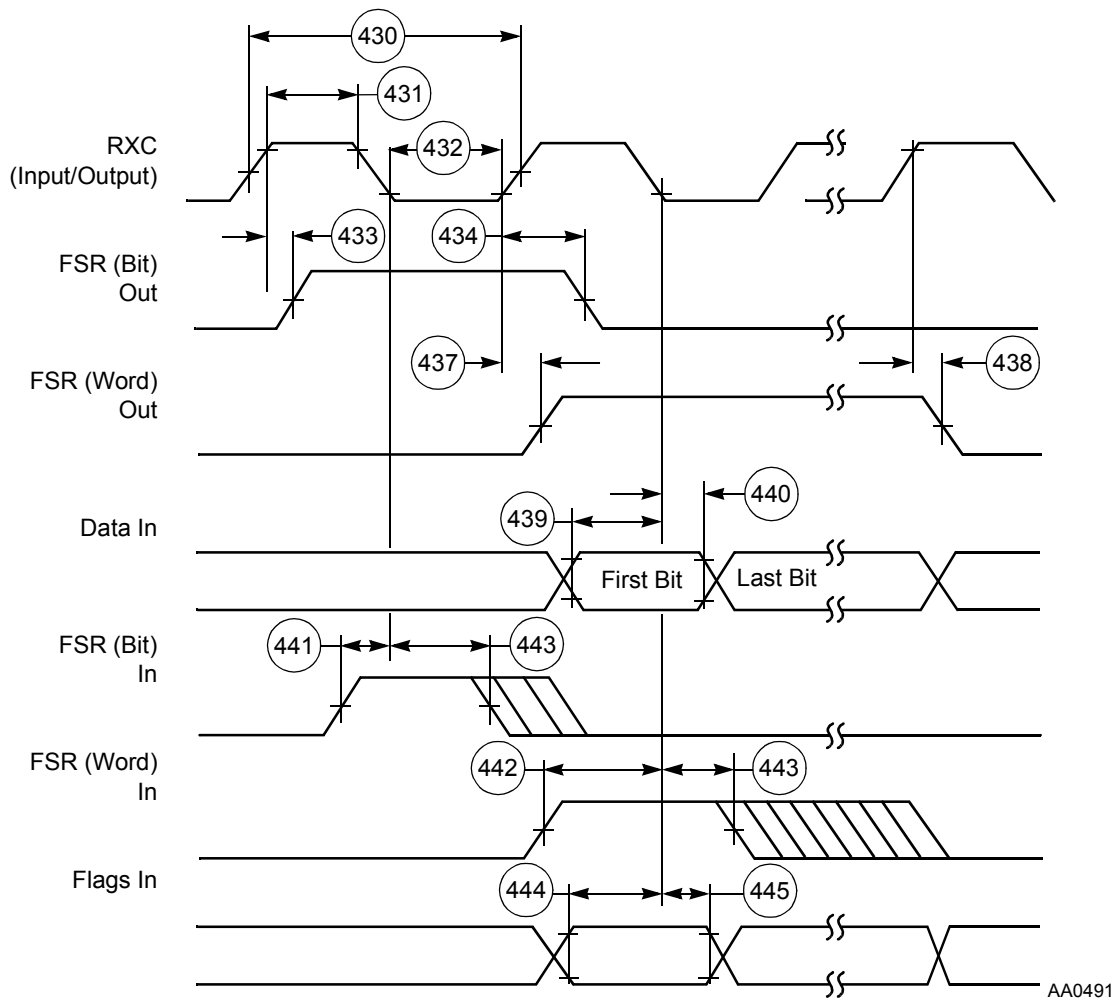 430
431
RXC
(Input/Output)
432
433
434
FSR (Bit)
Out
437
438
FSR (Word)
Out
439
440
Data In
First Bit
Last Bit
441
443
FSR (Bit)
In
442
443
FSR (Word)
In
Flags In
444
445
AA0491